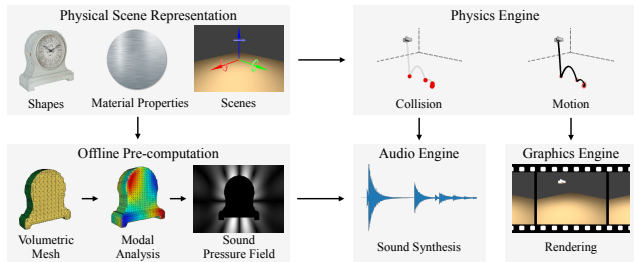 Physical Scene Representation
Physics Engine
Shapes
Material Properties
Scenes
Collision
Motion
Offline Pre-computation
Audio Engine
Graphics Engine
Volumetric
Mesh
Modal
Analysis
Sound
Pressure Field
Sound Synthesis
Rendering